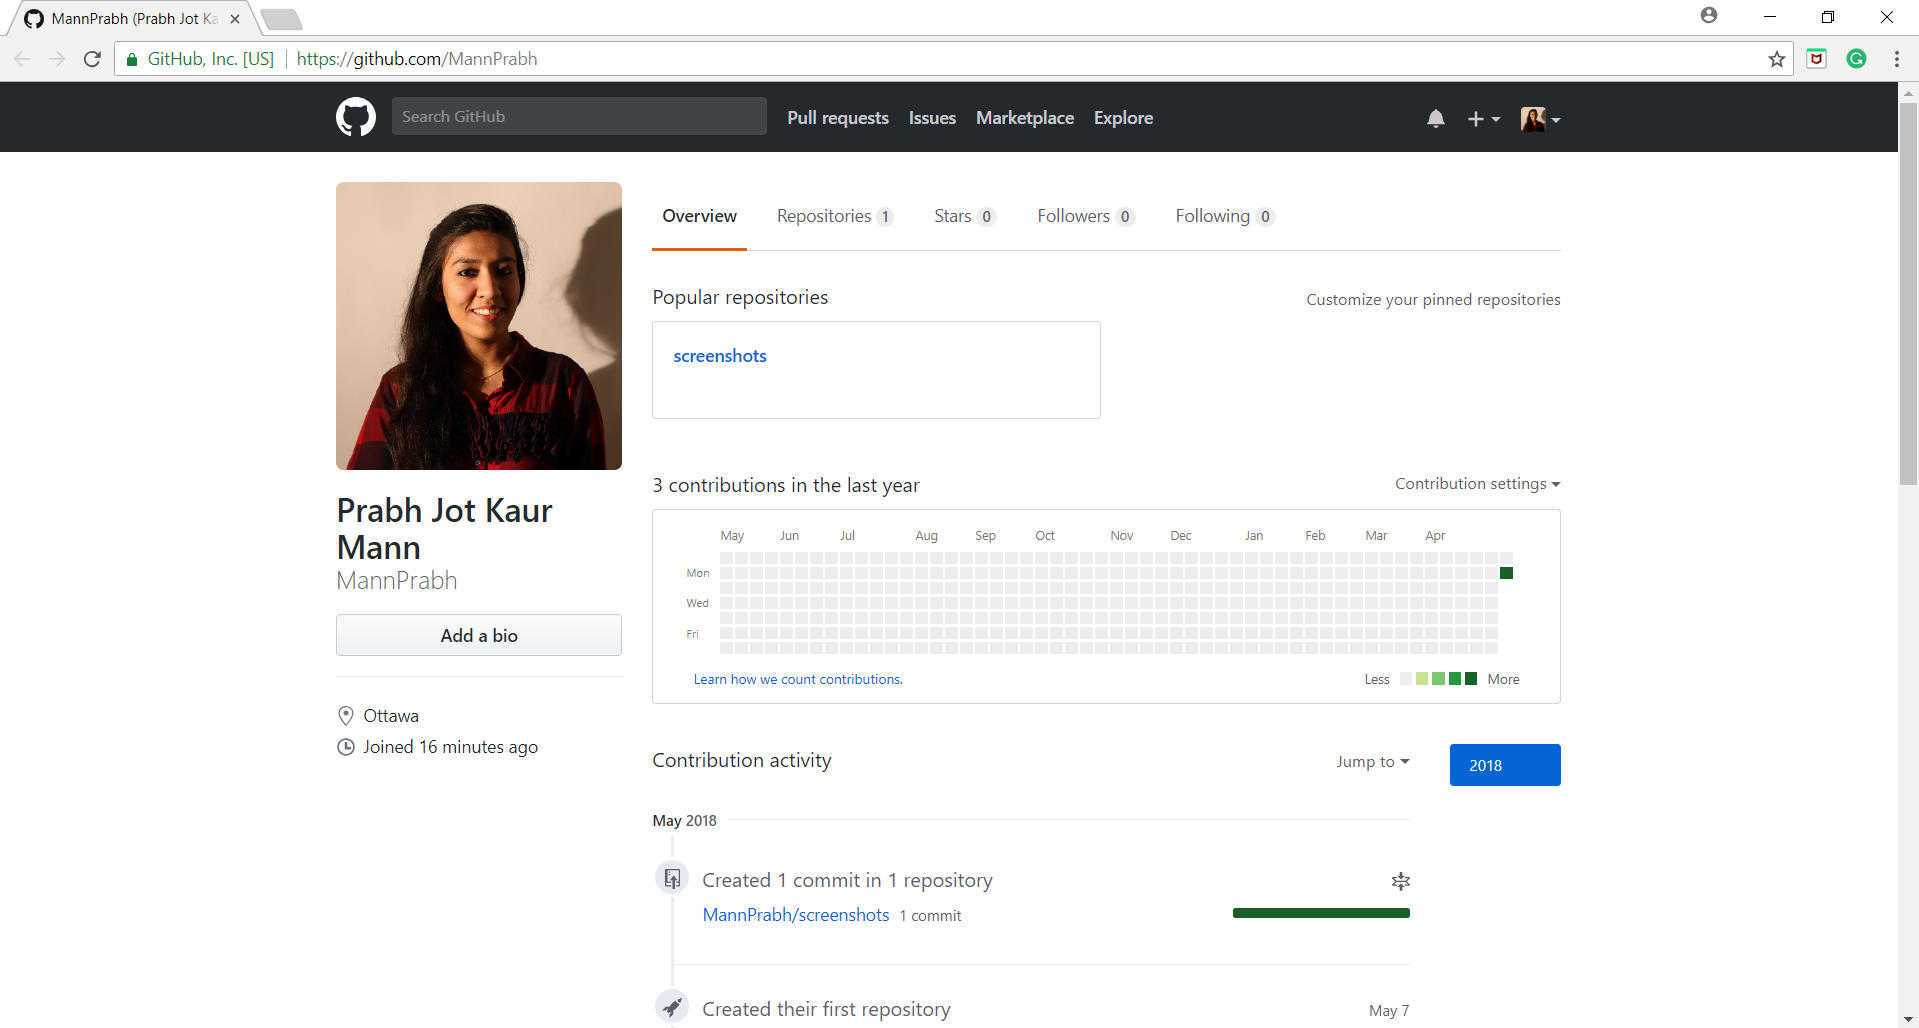 MannPrabh (Prabh Jot Ka
GitHub, Inc. [US] https://github.com/MannPrabh
Search GitHub
Pull requests Issues Marketplace Explore
Overview Repositories 1 Stars 0 Followers 0 Following 0
Popular repositories
Customize your pinned repositories
screenshots
Prabh Jot Kaur
Mann
MannPrabh
Add a bio
Ottawa
Joined 16 minutes ago
3 contributions in the last year
Contribution settings
May Jun Jul Aug Sep Oct Nov Dec Jan Feb Mar Apr
Mon
Wed
Fri
Learn how we count contributions.
Less More
Contribution activity
Jump to
2018
May 2018
Created 1 commit in 1 repository
MannPrabh/screenshots 1 commit
Created their first repository
May 7